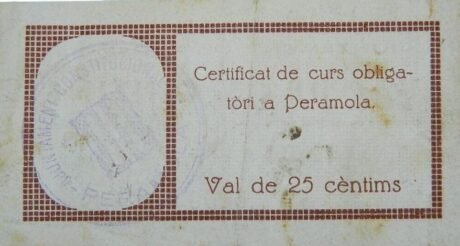 Certificat de curs obliga-
tòri a Peramola.
Val de 25 cèntims